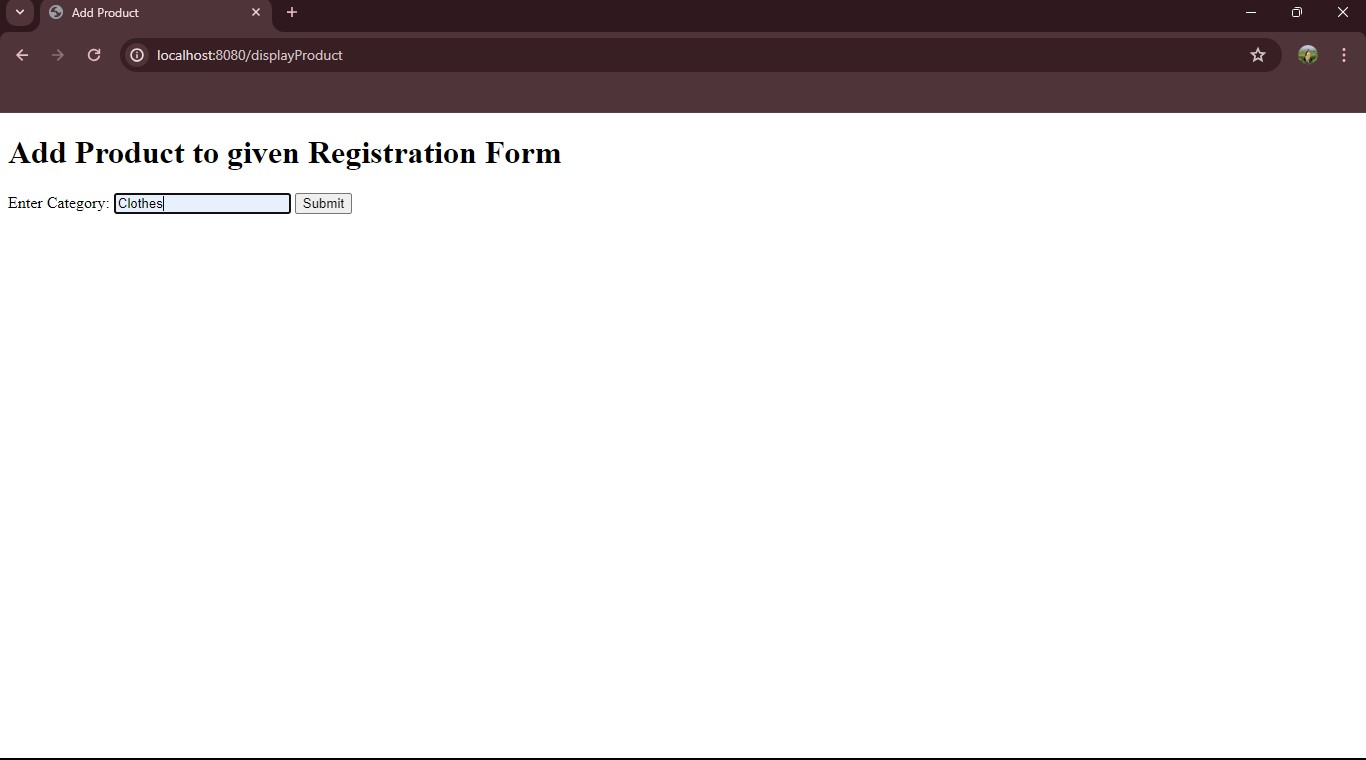 Add Product
localhost:8080/displayProduct
Add Product to given Registration Form
Enter Category: Clothes Submit